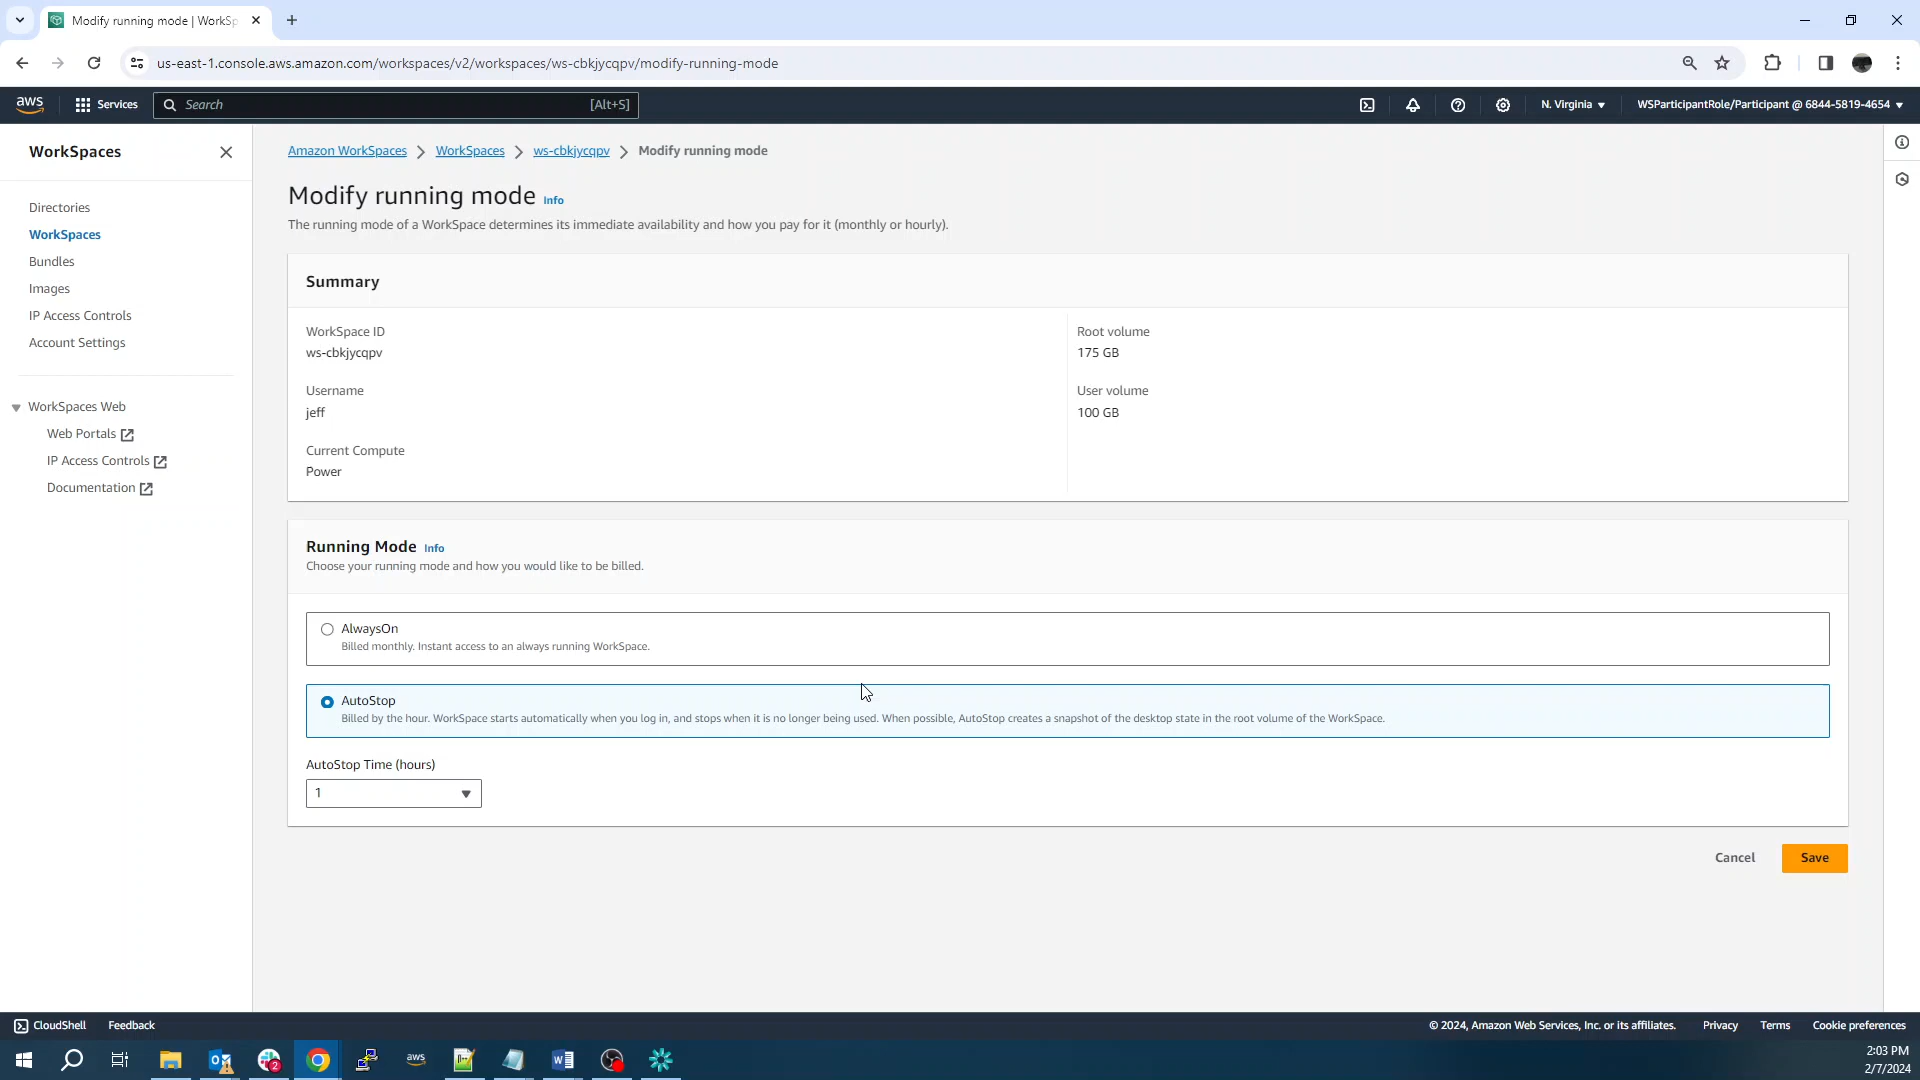 Modify running mode | WorkSp
us-east-1.console.aws.amazon.com/workspaces/v2/workspaces/ws-cbkjycqpv/modify-running-mode
aws
Services
Search
[Alt+S]
N. Virginia
WSParticipantRole/Participant @ 6844-5819-4654
WorkSpaces
Directories
WorkSpaces
Bundles
Images
IP Access Controls
Account Settings
WorkSpaces Web
Web Portals
IP Access Controls
Documentation
Amazon WorkSpaces
WorkSpaces
ws-cbkjycqpv
Modify running mode
Modify running mode Info
The running mode of a WorkSpace determines its immediate availability and how you pay for it (monthly or hourly).
Summary
WorkSpace ID
ws-cbkjycqpv
Username
jeff
Current Compute
Power
Root volume
175 GB
User volume
100 GB
Running Mode Info
Choose your running mode and how you would like to be billed.
AlwaysOn
Billed monthly. Instant access to an always running WorkSpace.
AutoStop
Billed by the hour. WorkSpace starts automatically when you log in, and stops when it is no longer being used. When possible, AutoStop creates a snapshot of the desktop state in the root volume of the WorkSpace.
AutoStop Time (hours)
1
Cancel
Save
CloudShell
Feedback
© 2024, Amazon Web Services, Inc. or its affiliates.
Privacy
Terms
Cookie preferences
2
aws
2:03 PM
2/7/2024